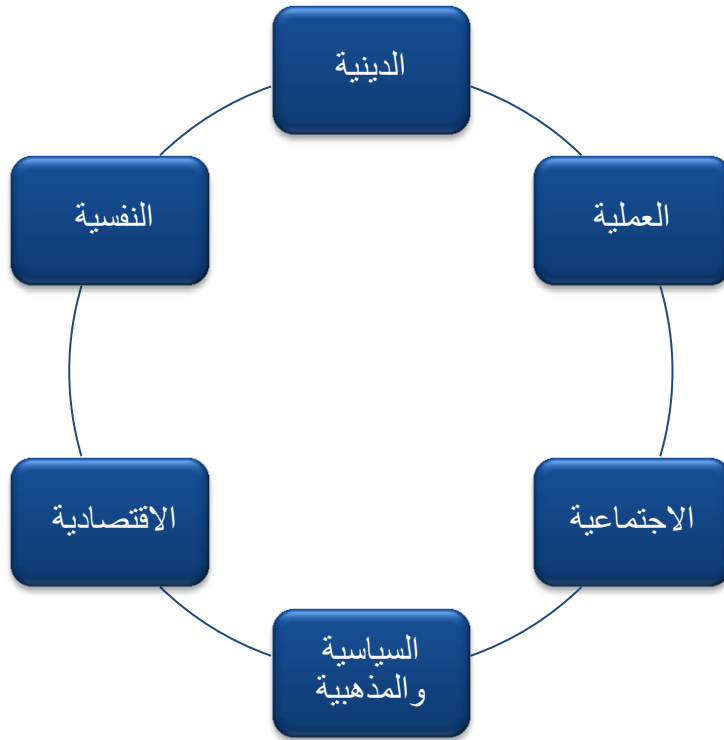 الدينية
العملية
الاجتماعية
السياسية
والمذهبية
الاقتصادية
النفسية